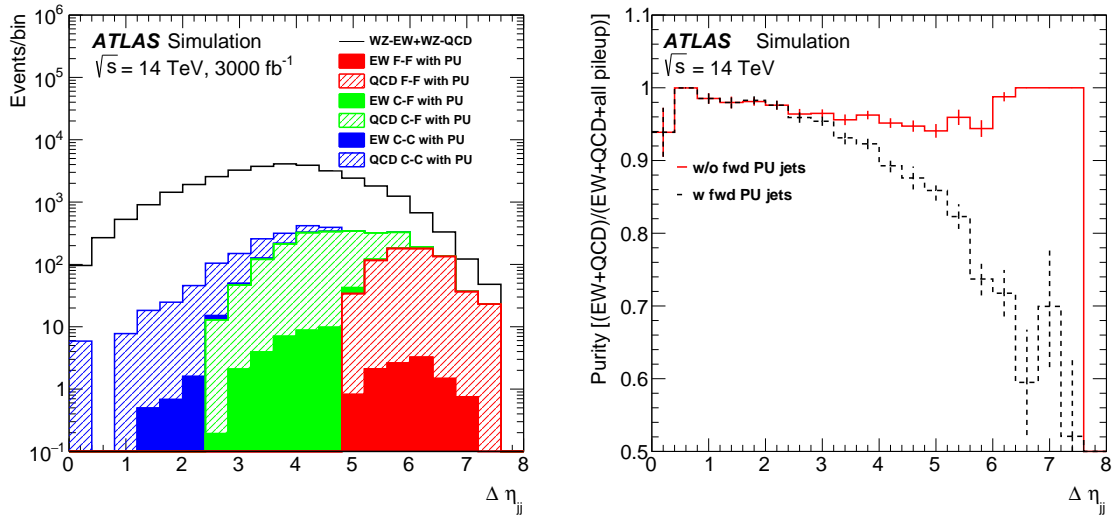 Events/bin
10⁶
10⁵
10⁴
10³
10²
10
1
10⁻¹
ATLAS Simulation
√s = 14 TeV, 3000 fb⁻¹
WZ-EW+WZ-QCD
EW F-F with PU
QCD F-F with PU
EW C-F with PU
QCD C-F with PU
EW C-C with PU
QCD C-C with PU
0 1 2 3 4 5 6 7 8
Δ η_jj
Purity [(EW+QCD)/(EW+QCD+all pileup)]
1.1
1
0.9
0.8
0.7
0.6
0.5
ATLAS Simulation
√s = 14 TeV
w/o fwd PU jets
w fwd PU jets
0 1 2 3 4 5 6 7 8
Δ η_jj